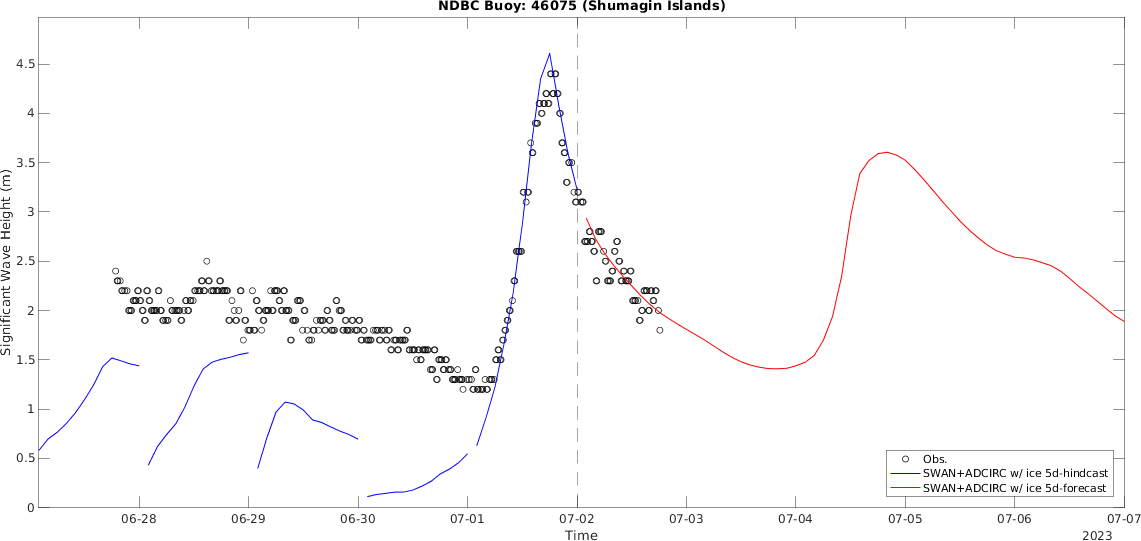 NDBC Buoy: 46075 (Shumagin Islands)
Significant Wave Height (m)
4.5
4
3.5
3
2.5
2
1.5
1
0.5
0
Obs.
SWAN+ADCIRC w/ ice 5d-hindcast
SWAN+ADCIRC w/ ice 5d-forecast
06-28 06-29 06-30 07-01 07-02 07-03 07-04 07-05 07-06 07-07
Time
2023